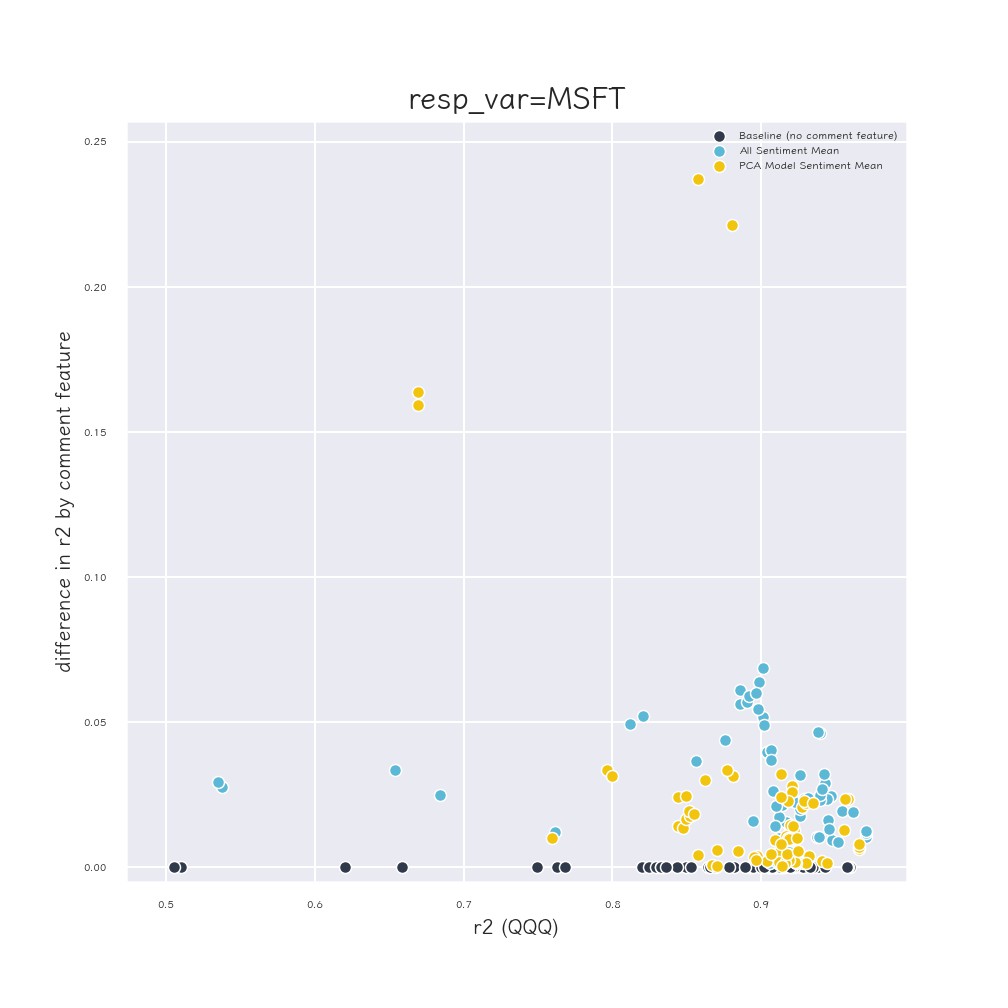 resp_var=MSFT
Baseline (no comment feature)
All Sentiment Mean
PCA Model Sentiment Mean
difference in r2 by comment feature
0.25
0.20
0.15
0.10
0.05
0.00
0.5 0.6 0.7 0.8 0.9
r2 (QQQ)